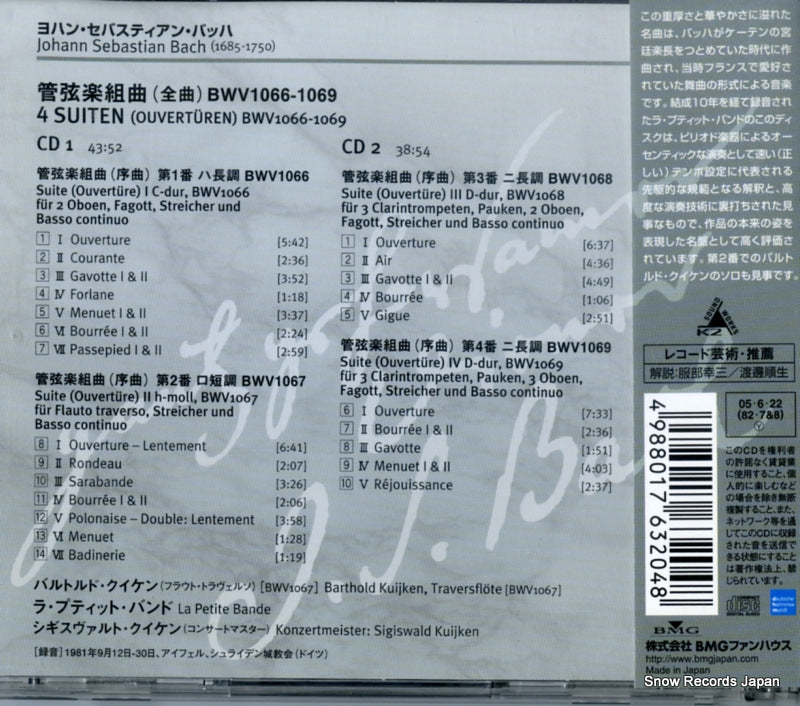 ヨハン・セバスティアン・バッハ
Johann Sebastian Bach (1685-1750)
管弦楽組曲（全曲）BWV1066-1069
4 SUITEN (OUVERTÜREN) BWV1066-1069
CD 1 43:52
管弦楽組曲（序曲）第1番 ハ長調 BWV1066
Suite (Ouvertüre) I C-dur, BWV1066
für 2 Oboen, Fagott, Streicher und
Basso continuo
1 I Ouverture [5:42]
2 II Courante [2:36]
3 III Gavotte I & II [3:52]
4 IV Forlane [1:18]
5 V Menuet I & II [3:37]
6 VI Bourrée I & II [2:24]
7 VII Passepied I & II [2:59]
管弦楽組曲（序曲）第2番 ロ短調 BWV1067
Suite (Ouvertüre) II h-moll, BWV1067
für Flauto traverso, Streicher und
Basso continuo
8 I Ouverture – Lentement [6:41]
9 II Rondeau [2:07]
10 III Sarabande [3:26]
11 IV Bourrée I & II [2:06]
12 V Polonaise – Double: Lentement [3:58]
13 VI Menuet [1:28]
14 VII Badinerie [1:19]
CD 2 38:54
管弦楽組曲（序曲）第3番 ニ長調 BWV1068
Suite (Ouvertüre) III D-dur, BWV1068
für 3 Clarintrompeten, Pauken, 2 Oboen,
Fagott, Streicher und Basso continuo
1 I Ouverture [6:37]
2 II Air [4:36]
3 III Gavotte I & II [4:49]
4 IV Bourrée [1:06]
5 V Gigue [2:51]
管弦楽組曲（序曲）第4番 ニ長調 BWV1069
Suite (Ouvertüre) IV D-dur, BWV1069
für 3 Clarintrompeten, Pauken, 3 Oboen,
Fagott, Streicher und Basso continuo
6 I Ouverture [7:33]
7 II Bourrée I & II [2:36]
8 III Gavotte [1:51]
9 IV Menuet I & II [4:03]
10 V Réjouissance [2:37]
バルトルド・クイケン（フラウト・トラヴェルソ）[BWV1067] Barthold Kuijken, Traversflöte [BWV1067]
ラ・プティット・バンド La Petite Bande
シギスヴァルト・クイケン（コンサートマスター）Konzertmeister: Sigiswald Kuijken
［録音］1981年9月12日-30日、アイフェル、シュライデン城教会（ドイツ）
この重厚さと華やかさに溢れた
名曲は、バッハがケーテンの宮
廷楽長をつとめていた時代に作
曲され、当時フランスで愛好さ
れていた舞曲の形式による音楽
です。結成10年を経て録音され
たラ・プティット・バンドのこのディ
スクは、ピリオド楽器によるオー
センティックな演奏として速い（正
しい）テンポ設定に代表される
先駆的な規範となる解釈と、高
度な演奏技術に裏打ちされた見
事なもので、作品の本来の姿を
表現した名盤として高く評価さ
れています。第2番でのバルト
ルド・クイケンのソロも見事です。
K2
レコード芸術・推薦
解説：服部幸三／渡邊順生
05・6・22
(82・7&8)
Y
4988017632048
このCDを権利者
の許諾なく賃貸業
に使用すること、個
人的に楽しむなど
の場合を除き無断
複製すること、また、
ネットワーク等を通
じてこのCDに収録
された音を送信で
きる状態にすること
は著作権法上、禁
じられています。
COMPACT
disc
DIGITAL AUDIO
BMG
株式会社 BMGファンハウス
http://www.bmgjapan.com
Made in Japan
J. S. Bach
Snow Records Japan